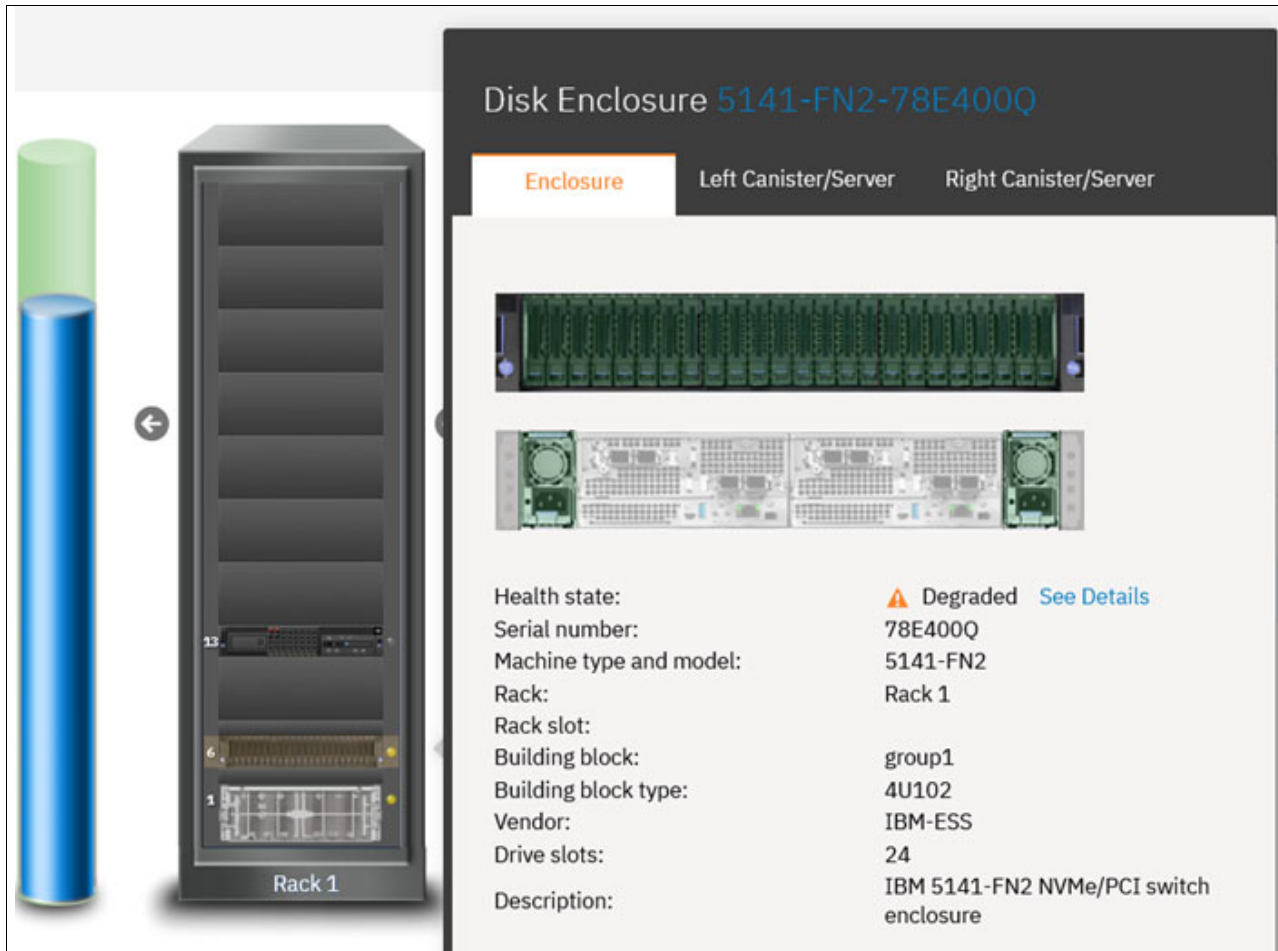 Disk Enclosure 5141-FN2-78E400Q
Enclosure Left Canister/Server Right Canister/Server
13
6
1
Rack 1
Health state: Degraded See Details
Serial number: 78E400Q
Machine type and model: 5141-FN2
Rack: Rack 1
Rack slot:
Building block: group1
Building block type: 4U102
Vendor: IBM-ESS
Drive slots: 24
Description: IBM 5141-FN2 NVMe/PCI switch
enclosure